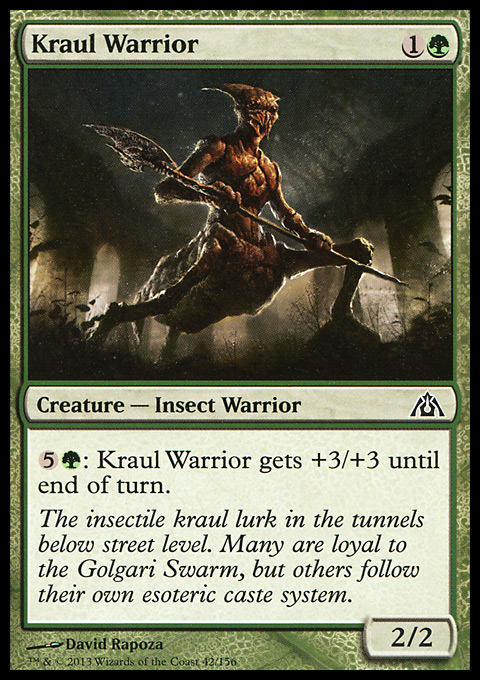 Kraul Warrior 1
Creature — Insect Warrior
5 : Kraul Warrior gets +3/+3 until
end of turn.
The insectile kraul lurk in the tunnels
below street level. Many are loyal to
the Golgari Swarm, but others follow
their own esoteric caste system.
2/2
David Rapoza
™ & © 2013 Wizards of the Coast 42/156